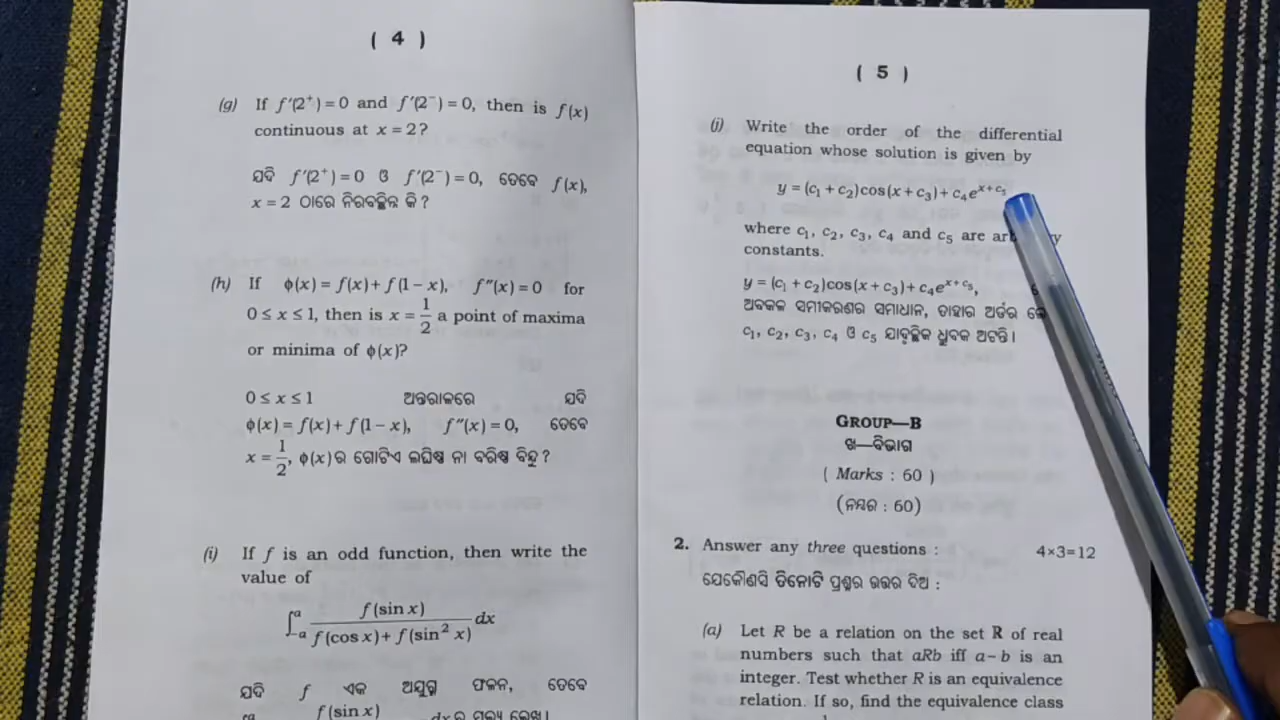 ( 4 )
(g) If f′(2⁺) = 0 and f′(2⁻) = 0, then is f(x)
continuous at x = 2?
ଯଦି f′(2⁺) = 0 ଓ f′(2⁻) = 0, ତେବେ f(x),
x = 2 ଠାରେ ନିରବଚ୍ଛିନ୍ନ କି ?
(h) If ϕ(x) = f(x) + f(1 − x), f″(x) = 0 for
0 ≤ x ≤ 1, then is x = 1/2 a point of maxima
or minima of ϕ(x)?
0 ≤ x ≤ 1 ଅନ୍ତରାଳରେ ଯଦି
ϕ(x) = f(x) + f(1 − x), f″(x) = 0, ତେବେ
x = 1/2, ϕ(x) ର ଗୋଟିଏ ଲଘିଷ୍ଠ ନା ବରିଷ୍ଠ ବିନ୍ଦୁ ?
(i) If f is an odd function, then write the
value of
∫₋ₐᵃ f(sin x) / f(cos x) + f(sin² x) dx
ଯଦି f ଏକ ଅଯୁଗ୍ମ ଫଳନ, ତେବେ
f(sin x) dx ର ମୂଲ୍ୟ ଲେଖ।
( 5 )
(j) Write the order of the differential
equation whose solution is given by
y = (c₁ + c₂)cos(x + c₃) + c₄eˣ⁺ᶜ⁵
where c₁, c₂, c₃, c₄ and c₅ are
constants.
y = (c₁ + c₂)cos(x + c₃) + c₄eˣ⁺ᶜ⁵,
ଅବକଳ ସମୀକରଣର ସମାଧାନ, ତାହାର ଅର୍ଡର
c₁, c₂, c₃, c₄ ଓ c₅ ଯାଦୃଚ୍ଛିକ ଧ୍ରୁବକ ଅଟନ୍ତି।
GROUP—B
ଖ—ବିଭାଗ
( Marks : 60 )
(ନମ୍ବର : 60)
2. Answer any three questions : 4×3=12
ଯେକୌଣସି ତିନୋଟି ପ୍ରଶ୍ନର ଉତ୍ତର ଦିଅ :
(a) Let R be a relation on the set R of real
numbers such that aRb iff a − b is an
integer. Test whether R is an equivalence
relation. If so, find the equivalence class